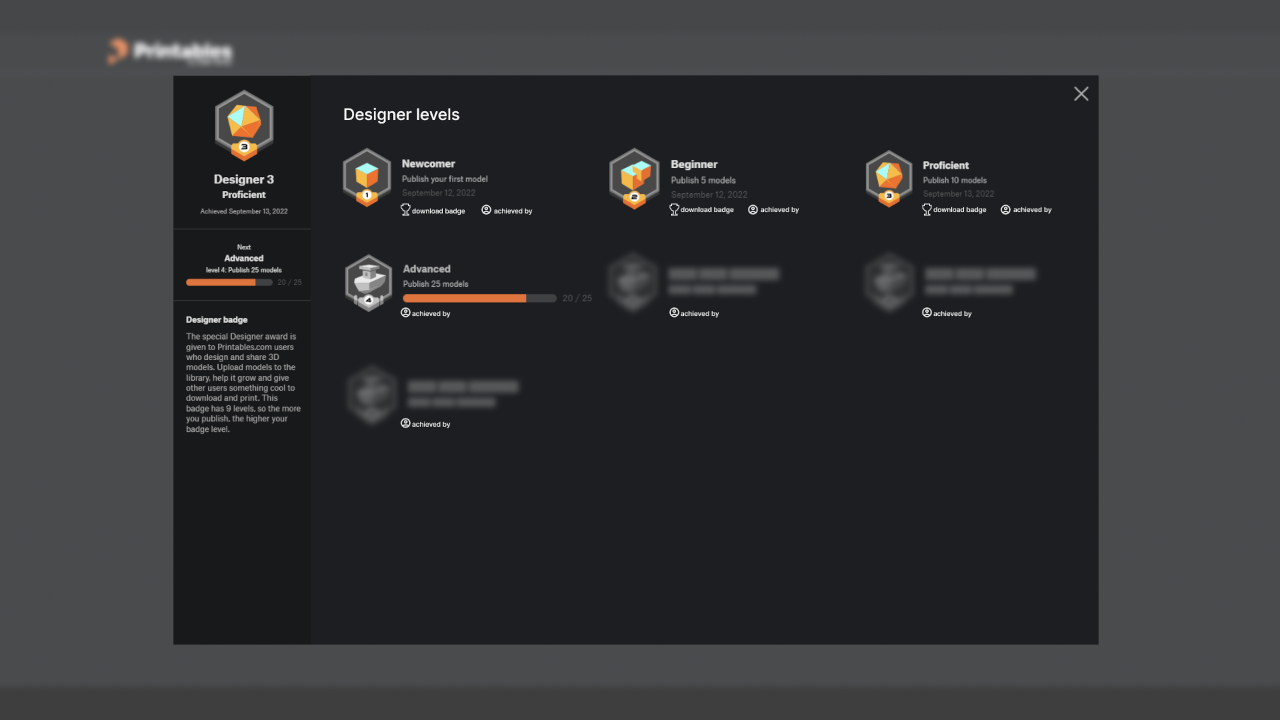 Printables
Designer 3
Proficient
Achieved September 13, 2022
Next
Advanced
level 4: Publish 25 models
20 / 25
Designer badge
The special Designer award is
given to Printables.com users
who design and share 3D
models. Upload models to the
library, help it grow and give
other users something cool to
download and print. This
badge has 9 levels, so the more
you publish, the higher your
badge level.
Designer levels
Newcomer
Publish your first model
September 12, 2022
download badge achieved by
Beginner
Publish 5 models
September 12, 2022
download badge achieved by
Proficient
Publish 10 models
September 13, 2022
download badge achieved by
Advanced
Publish 25 models
20 / 25
achieved by
achieved by
achieved by
achieved by
3
1
2
3
4